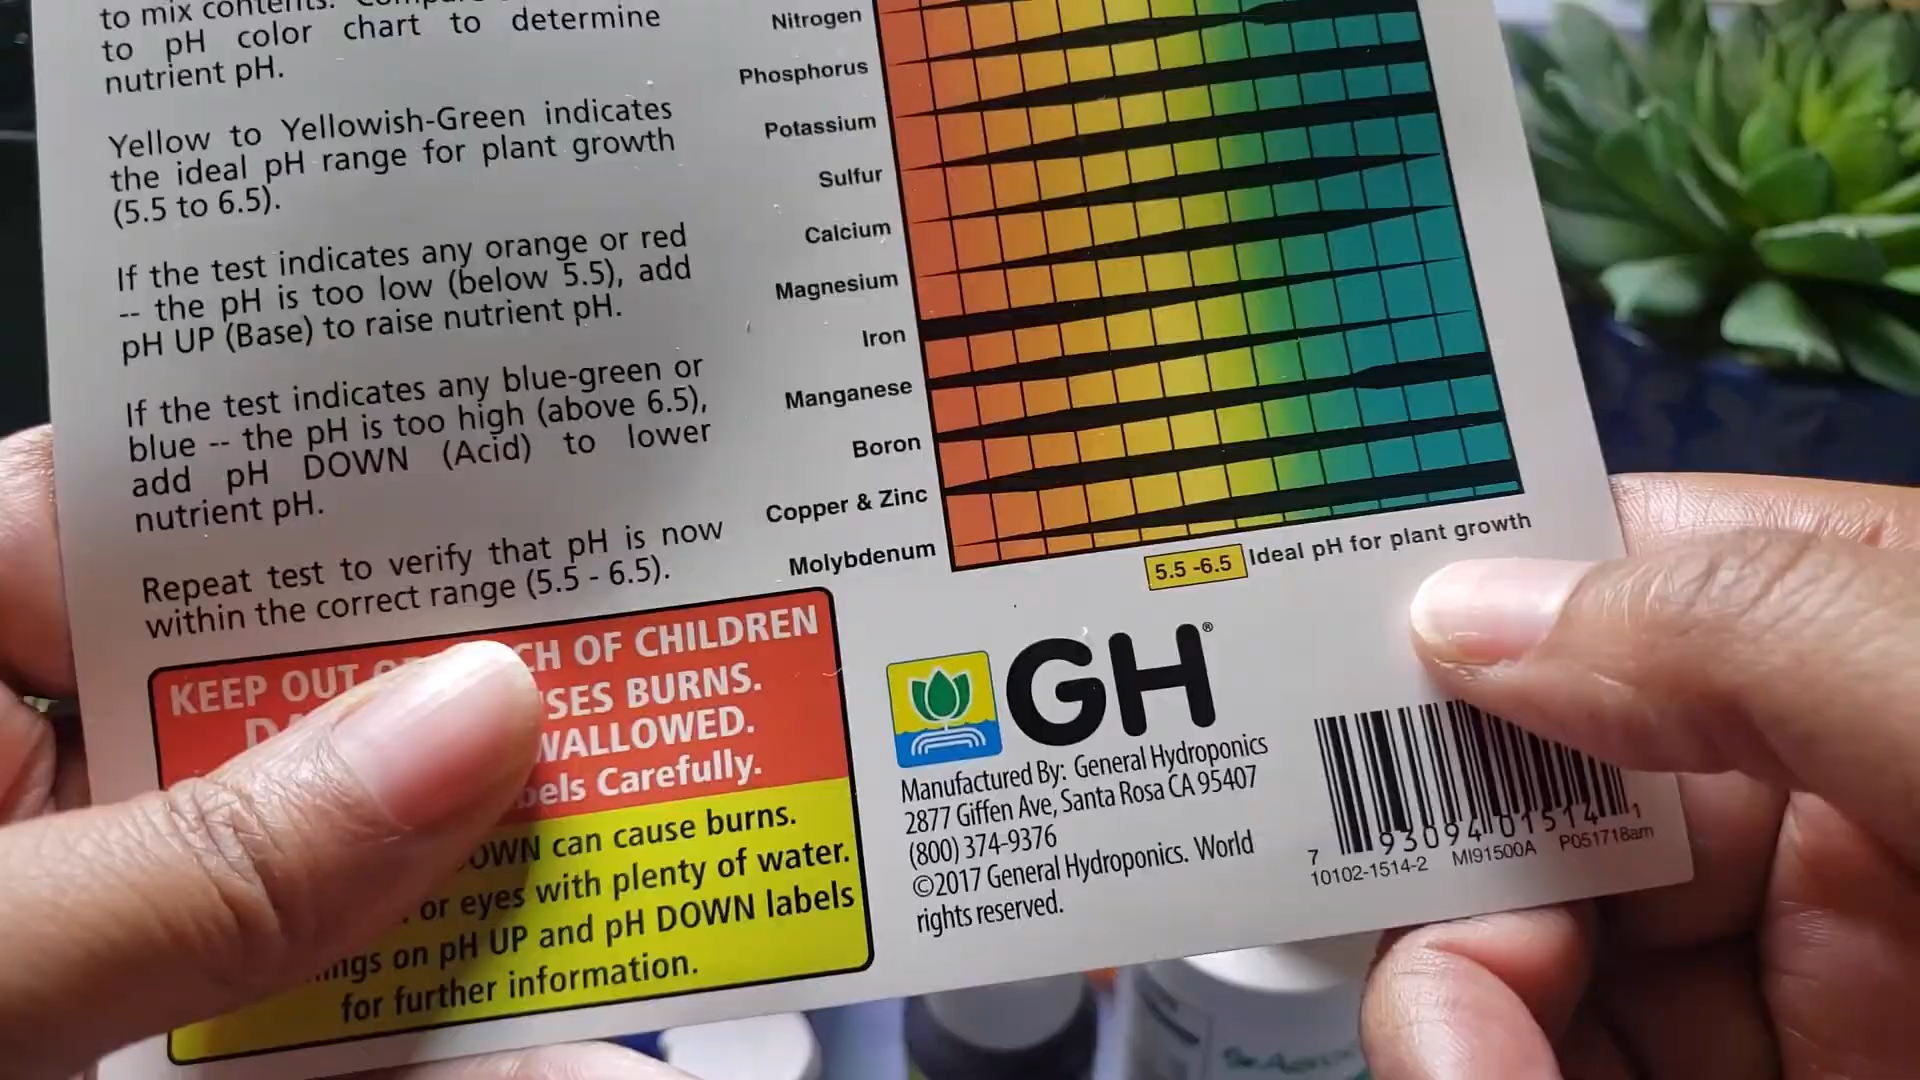 to mix contents.
to pH color chart to determine
nutrient pH.
Yellow to Yellowish-Green indicates
the ideal pH range for plant growth
(5.5 to 6.5).
If the test indicates any orange or red
-- the pH is too low (below 5.5), add
pH UP (Base) to raise nutrient pH.
If the test indicates any blue-green or
blue -- the pH is too high (above 6.5),
add pH DOWN (Acid) to lower
nutrient pH.
Repeat test to verify that pH is now
within the correct range (5.5 - 6.5).
KEEP OUT OF CHILDREN
BURNS.
Carefully.
can cause burns.
or eyes with plenty of water.
on pH UP and pH DOWN labels
for further information.
Nitrogen
Phosphorus
Potassium
Sulfur
Calcium
Magnesium
Iron
Manganese
Boron
Copper & Zinc
Molybdenum
5.5 -6.5 Ideal pH for plant growth
GH®
Manufactured By: General Hydroponics
2877 Giffen Ave, Santa Rosa CA 95407
(800) 374-9376
©2017 General Hydroponics. World
rights reserved.
7 93094 01514 1
10102-1514-2 MI91500A P051718am